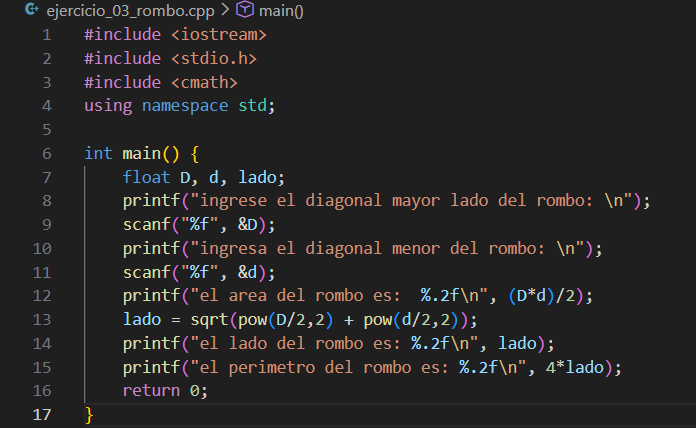 ejercicio_03_rombo.cpp > main()
1 #include <iostream>
2 #include <stdio.h>
3 #include <cmath>
4 using namespace std;
5
6 int main() {
7 float D, d, lado;
8 printf("ingrese el diagonal mayor lado del rombo: \n");
9 scanf("%f", &D);
10 printf("ingresa el diagonal menor del rombo: \n");
11 scanf("%f", &d);
12 printf("el area del rombo es:  %.2f\n", (D*d)/2);
13 lado = sqrt(pow(D/2,2) + pow(d/2,2));
14 printf("el lado del rombo es: %.2f\n", lado);
15 printf("el perimetro del rombo es: %.2f\n", 4*lado);
16 return 0;
17 }